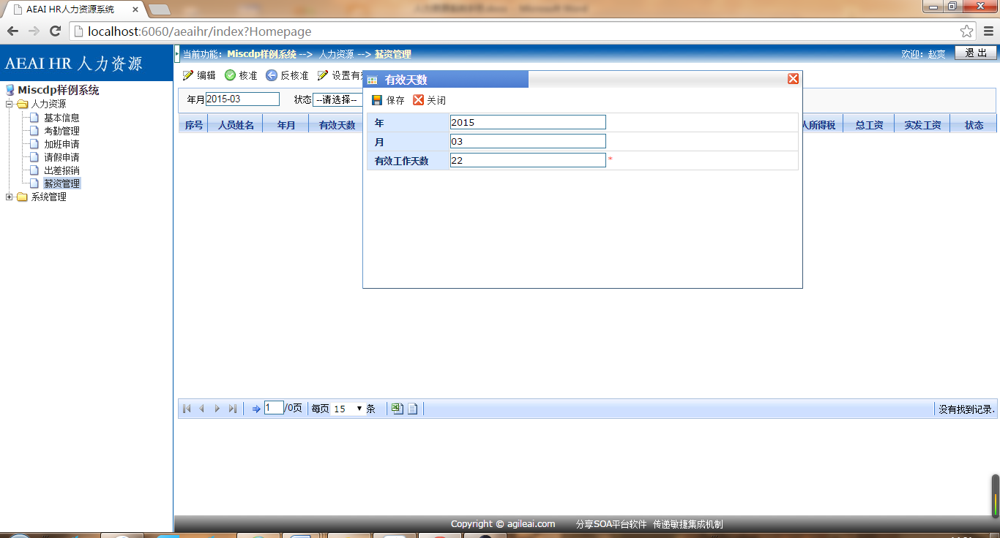 AEAI HR人力资源系统
localhost:6060/aeaihr/index?Homepage
AEAI HR 人力资源
当前功能: Miscdp样例系统 --> 人力资源 --> 薪资管理
欢迎: 赵爽
退 出
Miscdp样例系统
人力资源
基本信息
考勤管理
加班申请
请假申请
出差报销
薪资管理
系统管理
编辑 核准 反核准 设置有
年月 2015-03 状态 --请选择--
序号 人员姓名 年月 有效天数
人所得税 总工资 实发工资 状态
有效天数
保存 关闭
年 2015
月 03
有效工作天数 22 *
1 /0页 每页 15 条
没有找到记录.
Copyright © agileai.com 分享SOA平台软件 传递敏捷集成机制